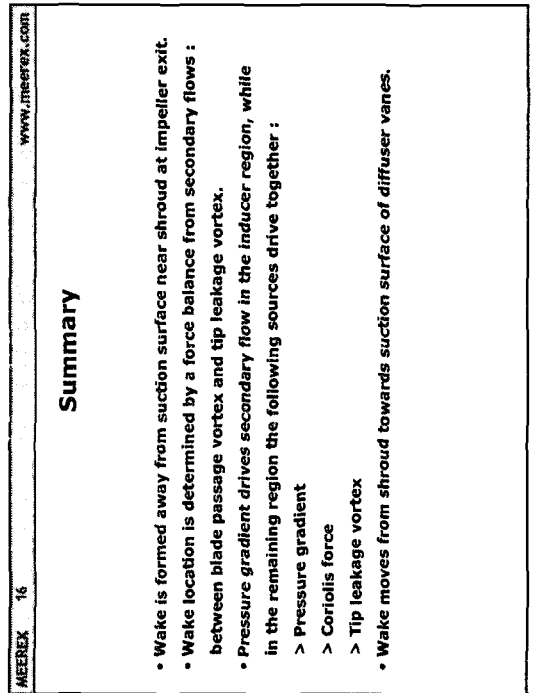 MEEREX 16 www.meerex.com
Summary
• Wake is formed away from suction surface near shroud at impeller exit.
• Wake location is determined by a force balance from secondary flows :
between blade passage vortex and tip leakage vortex.
• Pressure gradient drives secondary flow in the inducer region, while
in the remaining region the following sources drive together :
> Pressure gradient
> Coriolis force
> Tip leakage vortex
• Wake moves from shroud towards suction surface of diffuser vanes.